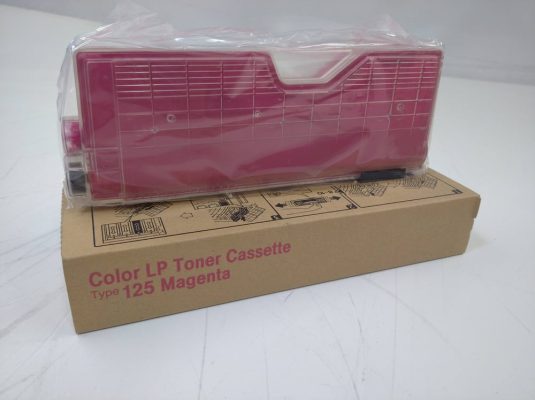 Color LP Toner Cassette
Type 125 Magenta